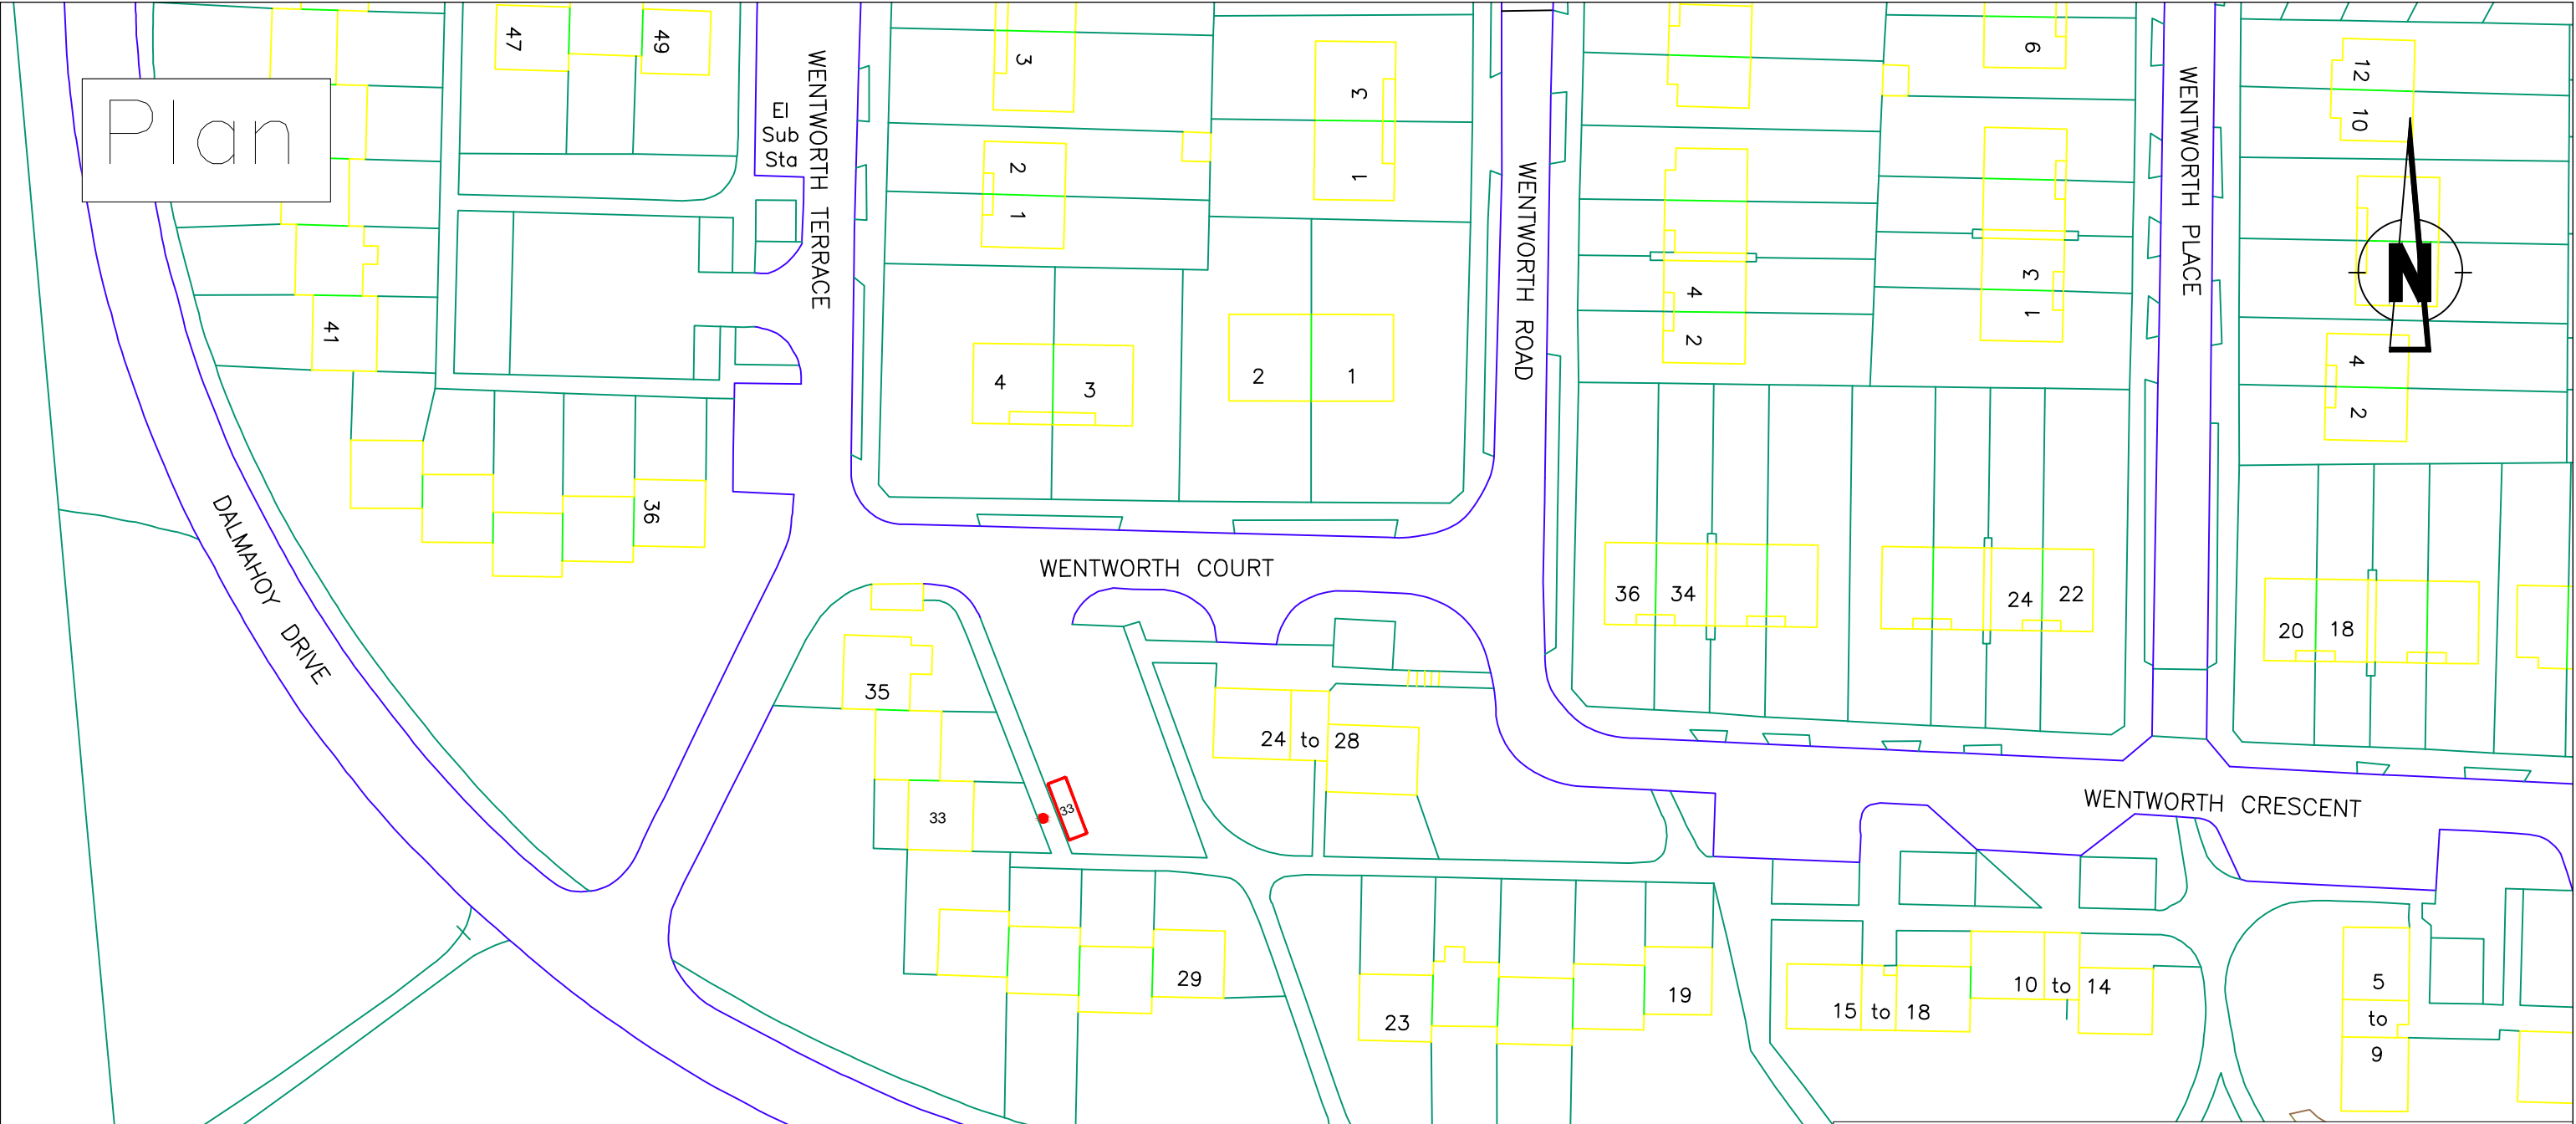 Plan
47
49
El
Sub
Sta
WENTWORTH TERRACE
3
2
1
3
1
4
3
2
1
WENTWORTH ROAD
4
2
9
3
1
WENTWORTH PLACE
12
10
N
4
2
41
36
DALMAHOY DRIVE
WENTWORTH COURT
36
34
24
22
20
18
35
24 to 28
33
33
WENTWORTH CRESCENT
29
23
19
15 to 18
10 to 14
5
to
9